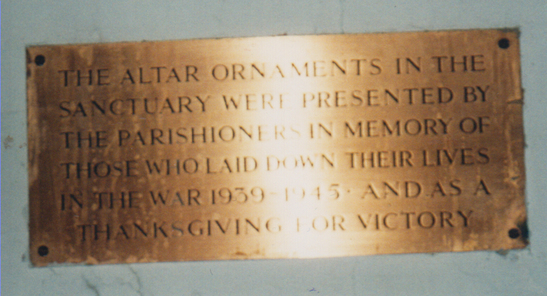 THE ALTAR ORNAMENTS IN THE
SANCTUARY WERE PRESENTED BY
THE PARISHIONERS IN MEMORY OF
THOSE WHO LAID DOWN THEIR LIVES
IN THE WAR 1939-1945· AND AS A
THANKSGIVING FOR VICTORY